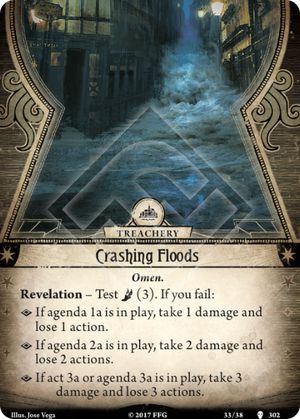 TREACHERY
Crashing Floods
Omen.
Revelation – Test (3). If you fail:
If agenda 1a is in play, take 1 damage and
lose 1 action.
If agenda 2a is in play, take 2 damage and
lose 2 actions.
If act 3a or agenda 3a is in play, take 3
damage and lose 3 actions.
Illus. Jose Vega © 2017 FFG 33/38 302